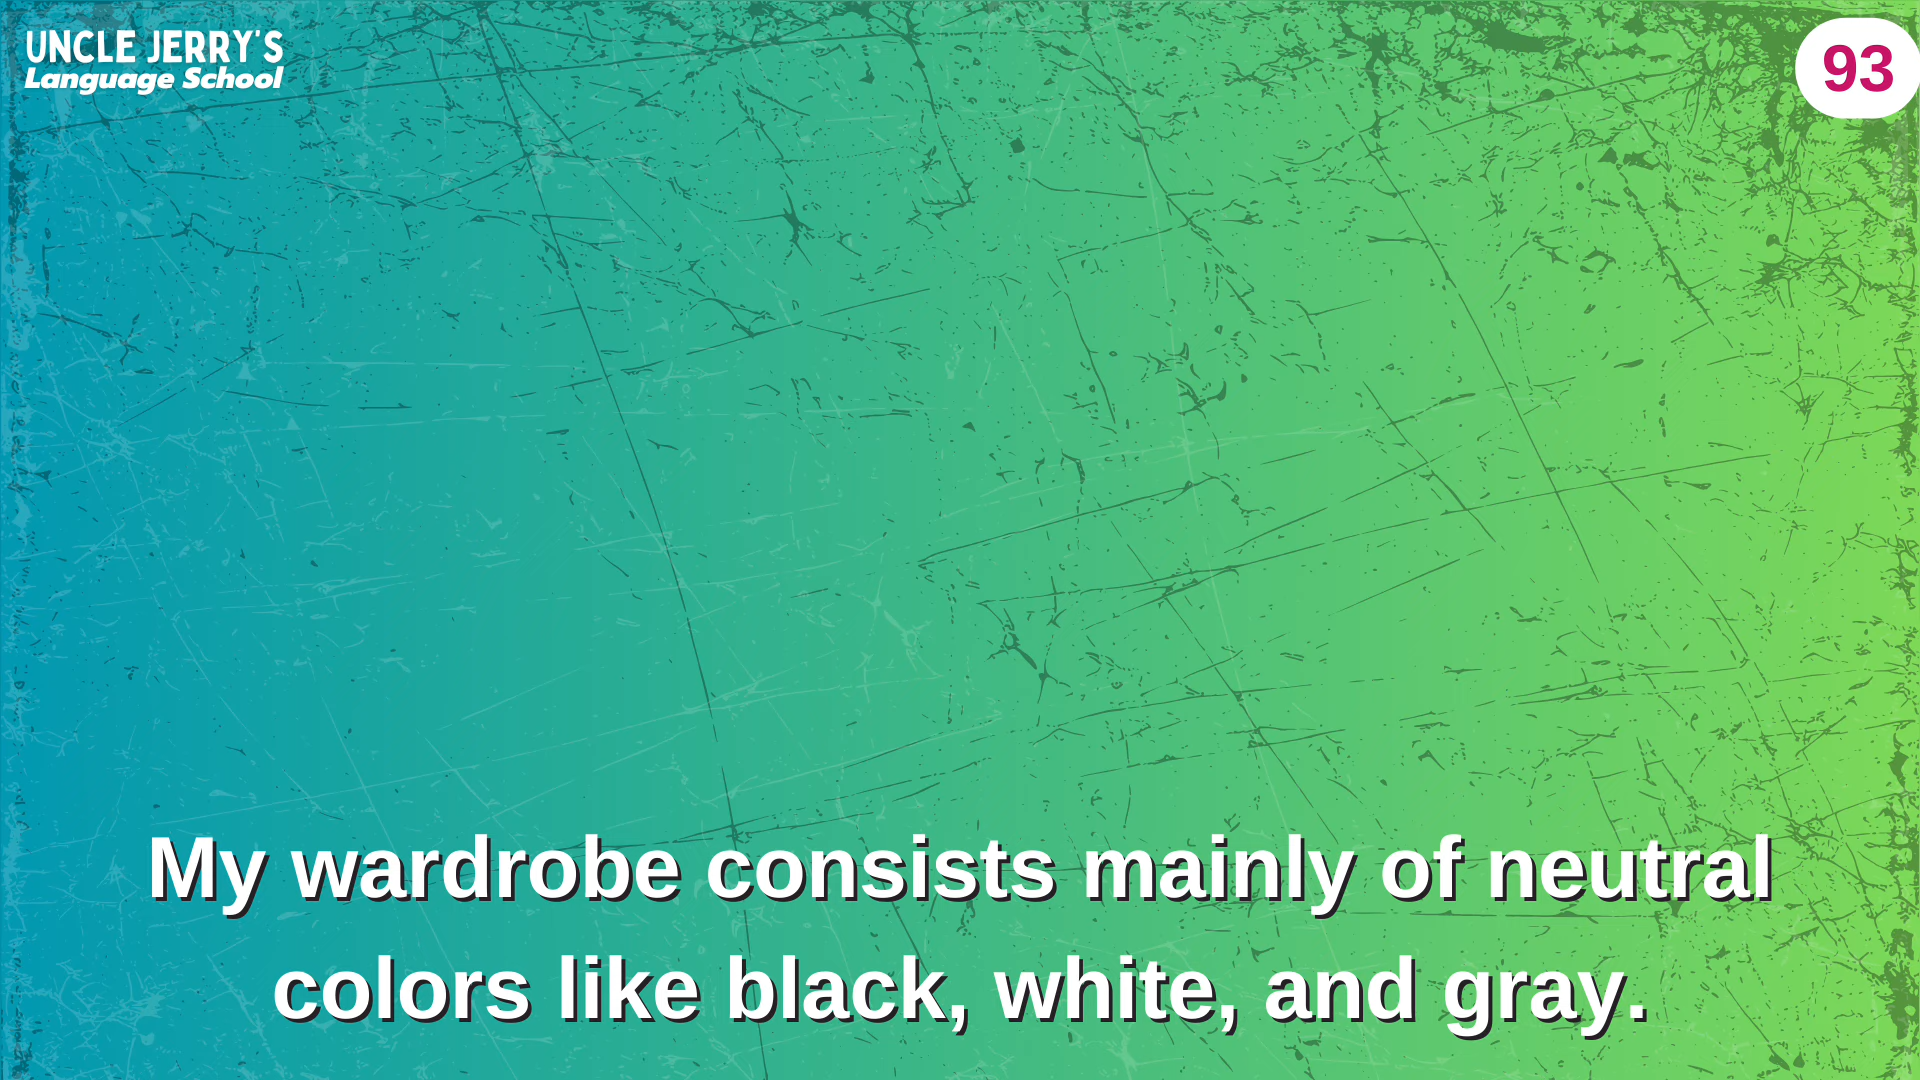 UNCLE JERRY'S
Language School
93
My wardrobe consists mainly of neutral
colors like black, white, and gray.